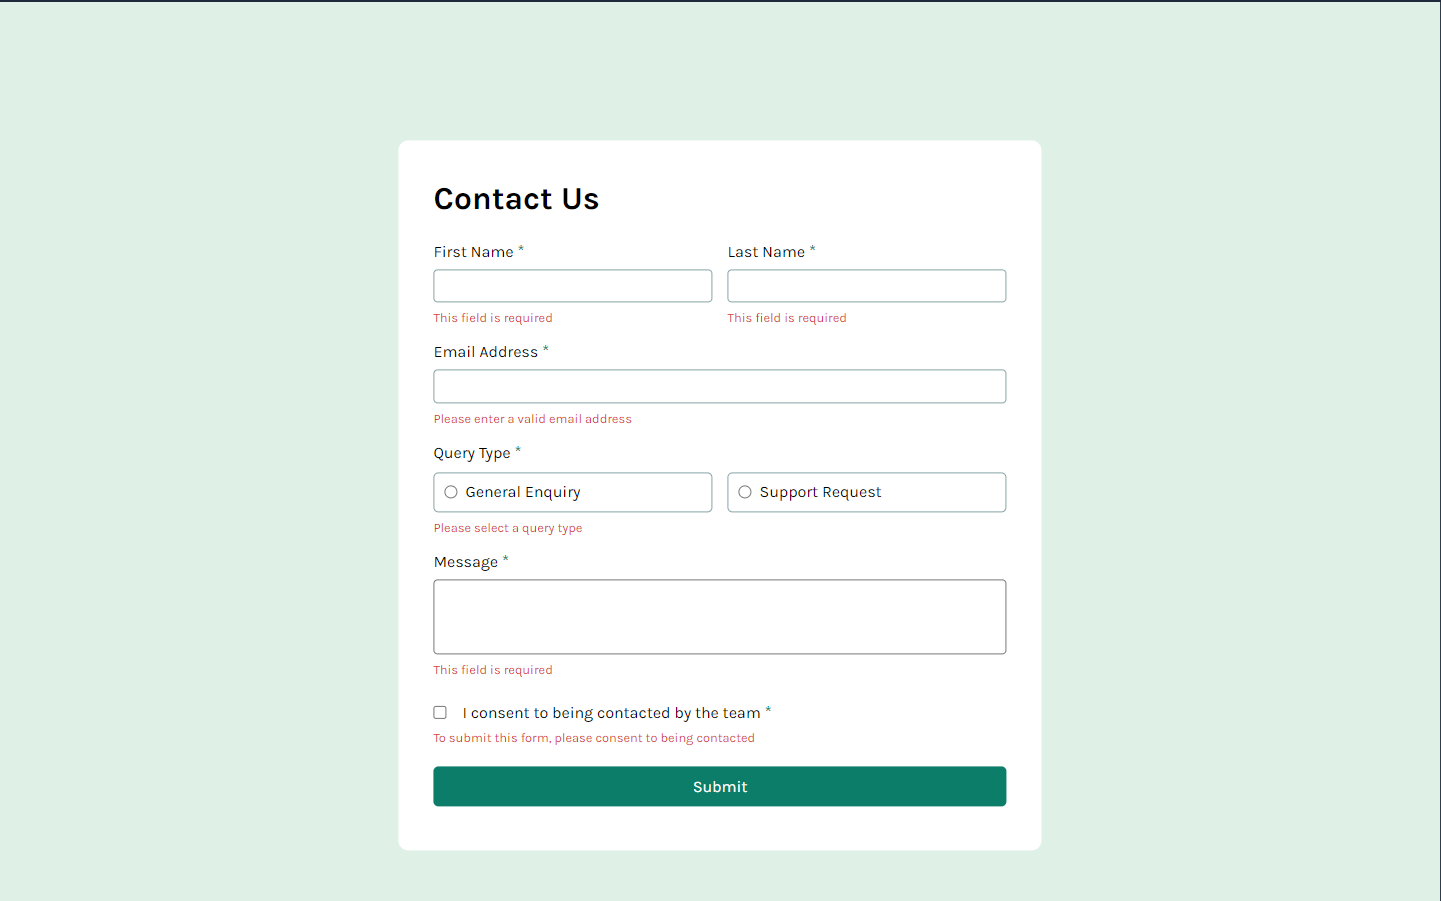 Contact Us
First Name *
Last Name *
This field is required
This field is required
Email Address *
Please enter a valid email address
Query Type *
General Enquiry
Support Request
Please select a query type
Message *
This field is required
I consent to being contacted by the team *
To submit this form, please consent to being contacted
Submit